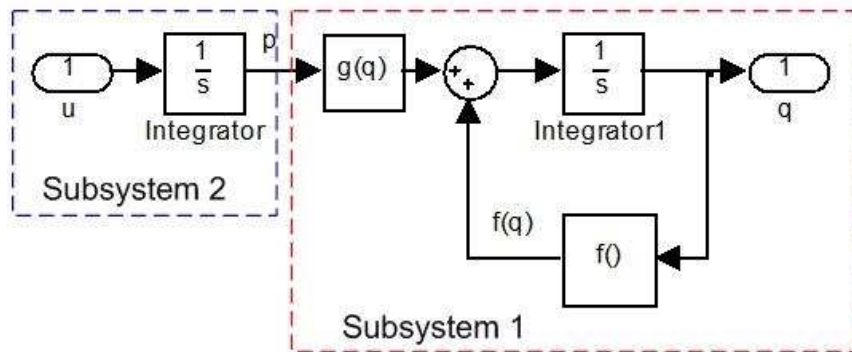 p
1
u
1
s
Integrator
g(q)
+
+
1
s
Integrator1
1
q
Subsystem 2
f(q)
f()
Subsystem 1